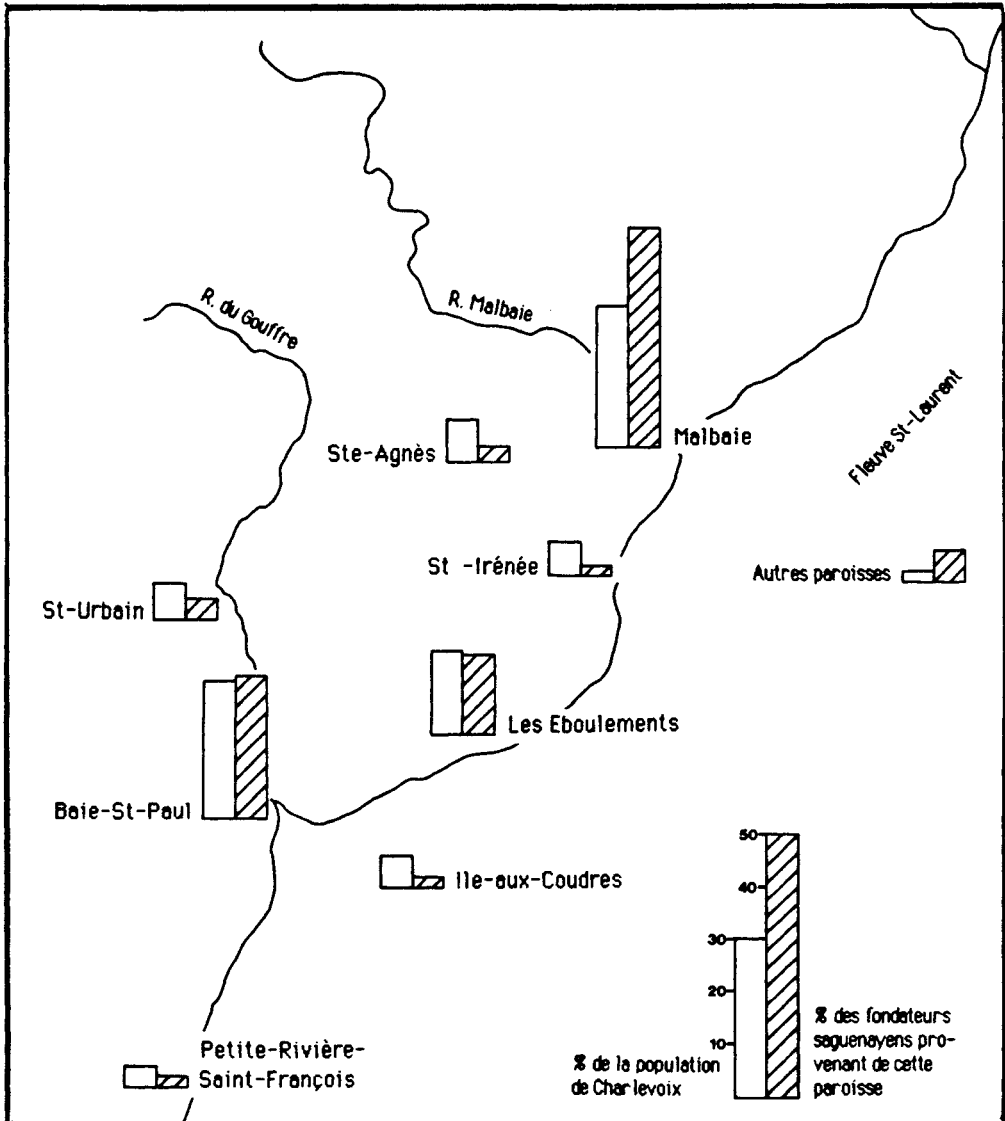 R. du Gouffre
R. Malbaie
Malbaie
Fleuve St-Laurent
Ste-Agnès
St -Irénée
Autres paroisses
St-Urbain
Les Eboulements
Baie-St-Paul
Ile-aux-Coudres
Petite-Rivière-
Saint-François
50
40
30
20
10
% de la population
de Charlevoix
% des fondateurs
saguenayens pro-
venant de cette
paroisse